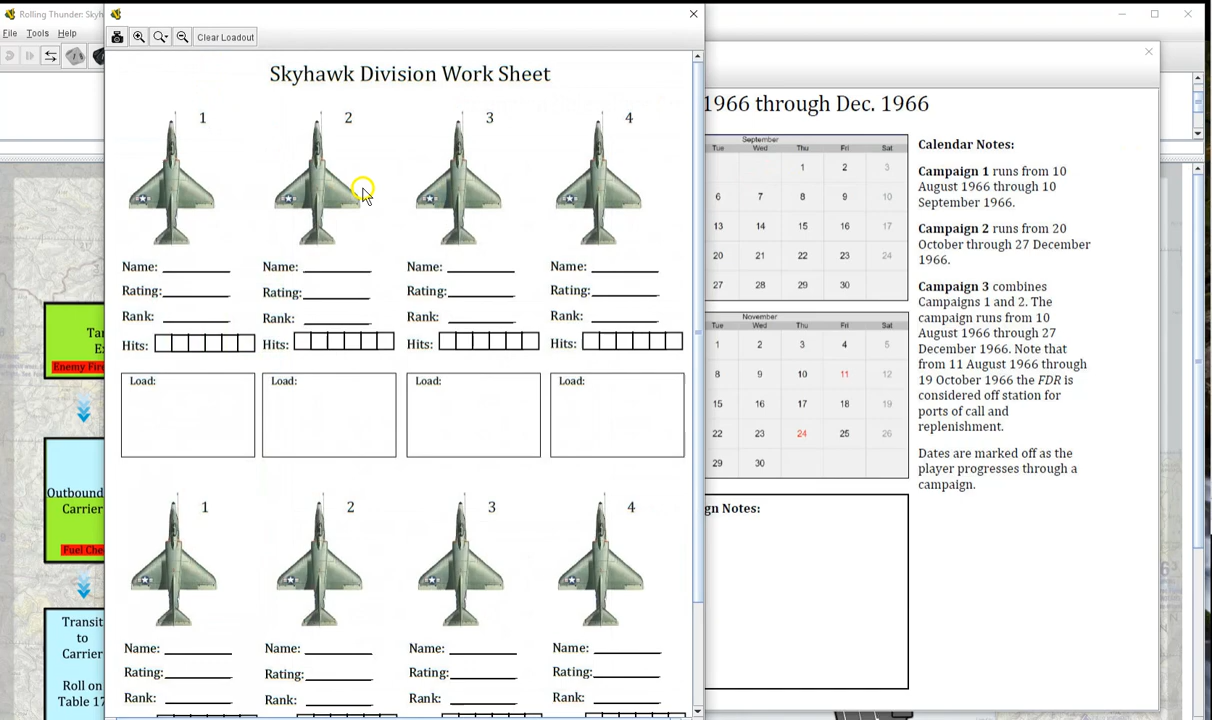 Rolling Thunder: Skyh
File Tools Help
Clear Loadout
Skyhawk Division Work Sheet
1 2 3 4
Name: Name: Name: Name:
Rating: Rating: Rating: Rating:
Rank: Rank: Rank: Rank:
Hits: Hits: Hits: Hits:
Load: Load: Load: Load:
1 2 3 4
Name: Name: Name: Name:
Rating: Rating: Rating: Rating:
Rank: Rank: Rank: Rank:
Tar
Ex
Enemy Fire
Outbound
Carrier
Fuel Che
Transit
to
Carrier
Roll on
Table 17
1966 through Dec. 1966
September
Tue Wed Thu Fri Sat
1 2 3
6 7 8 9 10
13 14 15 16 17
20 21 22 23 24
27 28 29 30
November
Tue Wed Thu Fri Sat
1 2 3 4 5
8 9 10 11 12
15 16 17 18 19
22 23 24 25 26
29 30
gn Notes:
Calendar Notes:
Campaign 1 runs from 10
August 1966 through 10
September 1966.
Campaign 2 runs from 20
October through 27 December
1966.
Campaign 3 combines
Campaigns 1 and 2. The
campaign runs from 10
August 1966 through 27
December 1966. Note that
from 11 August 1966 through
19 October 1966 the FDR is
considered off station for
ports of call and
replenishment.
Dates are marked off as the
player progresses through a
campaign.